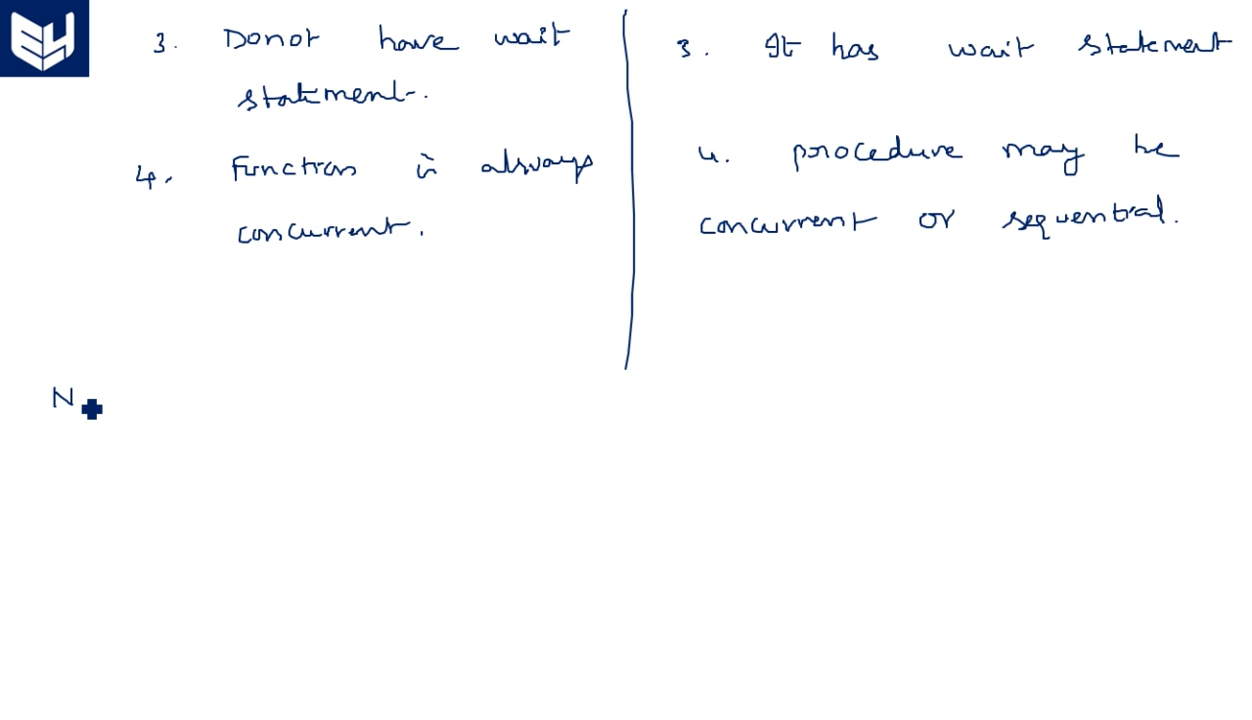 3. Donot have wait
statement.
4. Function is always
concurrent.
3. It has wait statement
4. procedure may be
concurrent or sequential.
N